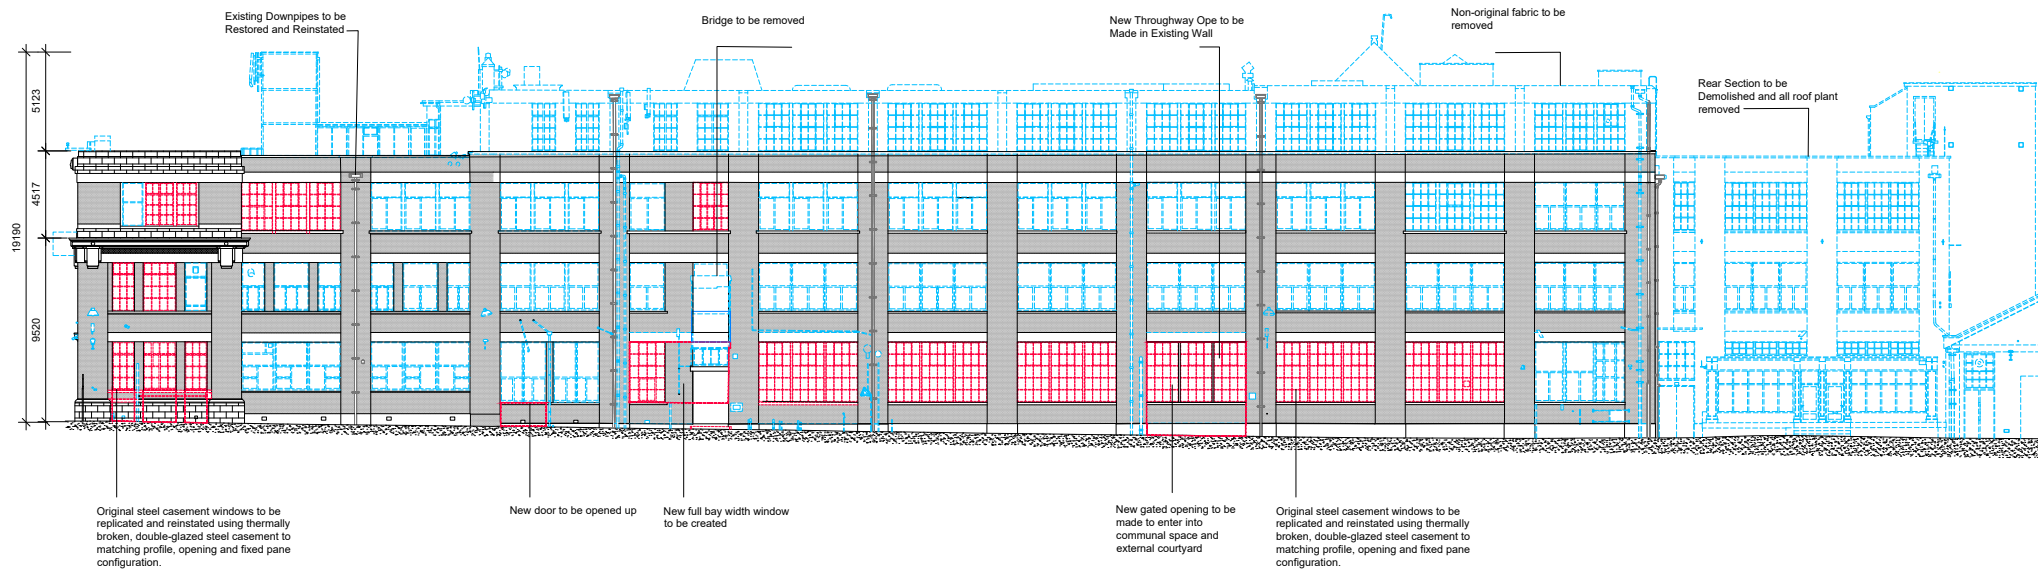 Existing Downpipes to be
Restored and Reinstated
Bridge to be removed
New Throughway Ope to be
Made in Existing Wall
Non-original fabric to be
removed
Rear Section to be
Demolished and all roof plant
removed
5123
4517
19190
9520
Original steel casement windows to be
replicated and reinstated using thermally
broken, double-glazed steel casement to
matching profile, opening and fixed pane
configuration.
New door to be opened up
New full bay width window
to be created
New gated opening to be
made to enter into
communal space and
external courtyard
Original steel casement windows to be
replicated and reinstated using thermally
broken, double-glazed steel casement to
matching profile, opening and fixed pane
configuration.